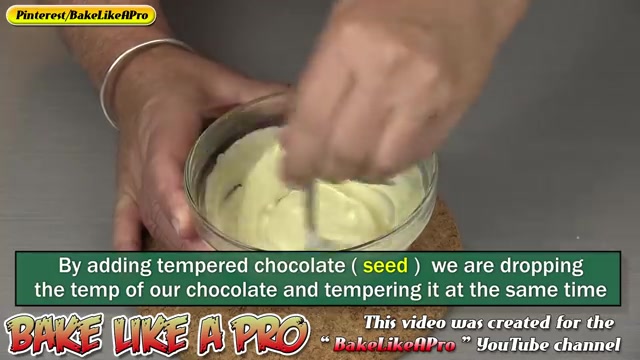 Pinterest/BakeLikeAPro
By adding tempered chocolate ( seed ) we are dropping
the temp of our chocolate and tempering it at the same time
BAKE LIKE A PRO
This video was created for the
“ BakeLikeAPro ” YouTube channel